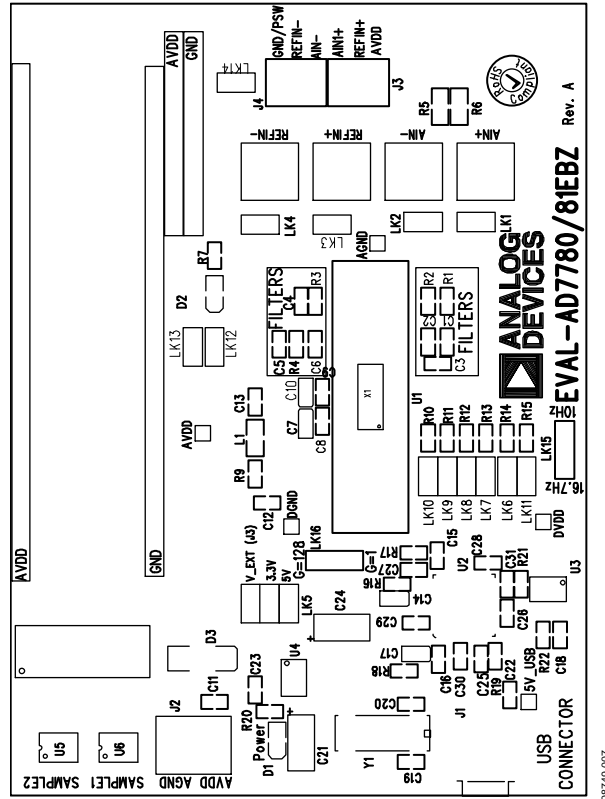 AVDD
GND
LK14
J4
GND/PSW
REFIN-
AIN-
AIN1+
REFIN+
AVDD
J3
RoHS
Compliant
R5
R6
Rev. A
REFIN-
REFIN+
AIN-
AIN+
LK4
LK3
LK2
LK1
AGND
R7
D2
LK13
LK12
FILTERS
C4
R3
C5
R4
C6
R2
R1
C2
C1
C3
FILTERS
ANALOG
DEVICES
EVAL-AD7780/81EBZ
C9
C10
C7
C8
X1
U1
C13
L1
R9
AVDD
C12
DGND
R10
R11
R12
R13
R14
R15
LK10
LK9
LK8
LK7
LK6
LK11
LK15
10Hz
16.7Hz
DVDD
AVDD
GND
V_EXT (J3)
3.3V
5V
LK5
G=128
LK16
G=1
R17
C27
R16
C14
C15
U2
C28
C31
R21
U3
C26
C24
C29
C17
R18
C16
C30
C25
R19
C22
5V_USB
R22
C18
D3
U4
C23
R20
C11
J2
Power
D1
C21
C20
Y1
C19
J1
USB
CONNECTOR
U5
U6
SAMPLE2
SAMPLE1
AVDD AGND
AVDD
08749-007